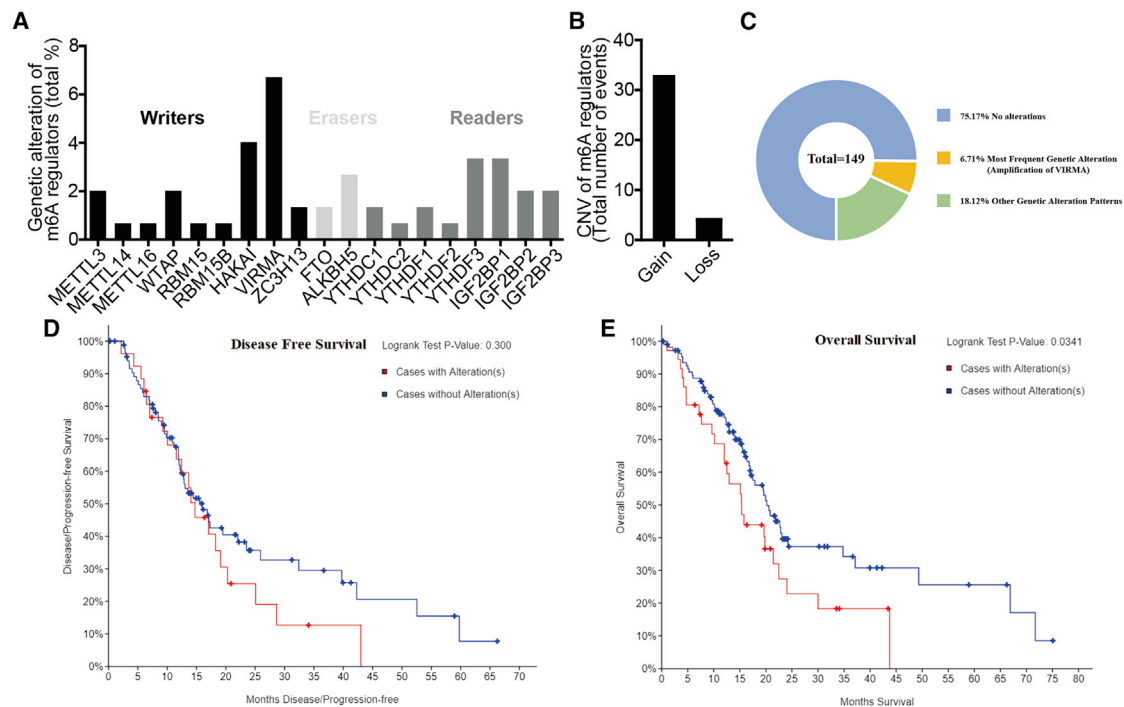 A
Genetic alteration of
m6A regulators (total %)
8
6
4
2
0
Writers
Erasers
Readers
METTL3
METTL14
METTL16
WTAP
RBM15
RBM15B
HAKAI
VIRMA
ZC3H13
FTO
ALKBH5
YTHDC1
YTHDC2
YTHDF1
YTHDF2
YTHDF3
IGF2BP1
IGF2BP2
IGF2BP3
B
CNV of m6A regulators
(Total number of events)
40
30
20
10
0
Gain
Loss
C
Total=149
75.17% No alterations
6.71% Most Frequent Genetic Alteration
(Amplification of VIRMA)
18.12% Other Genetic Alteration Patterns
D
Disease Free Survival
Logrank Test P-Value: 0.300
Cases with Alteration(s)
Cases without Alteration(s)
Disease/Progression-free Survival
100%
90%
80%
70%
60%
50%
40%
30%
20%
10%
0%
0 5 10 15 20 25 30 35 40 45 50 55 60 65 70
Months Disease/Progression-free
E
Overall Survival
Logrank Test P-Value: 0.0341
Cases with Alteration(s)
Cases without Alteration(s)
Overall Survival
100%
90%
80%
70%
60%
50%
40%
30%
20%
10%
0%
0 5 10 15 20 25 30 35 40 45 50 55 60 65 70 75 80
Months Survival